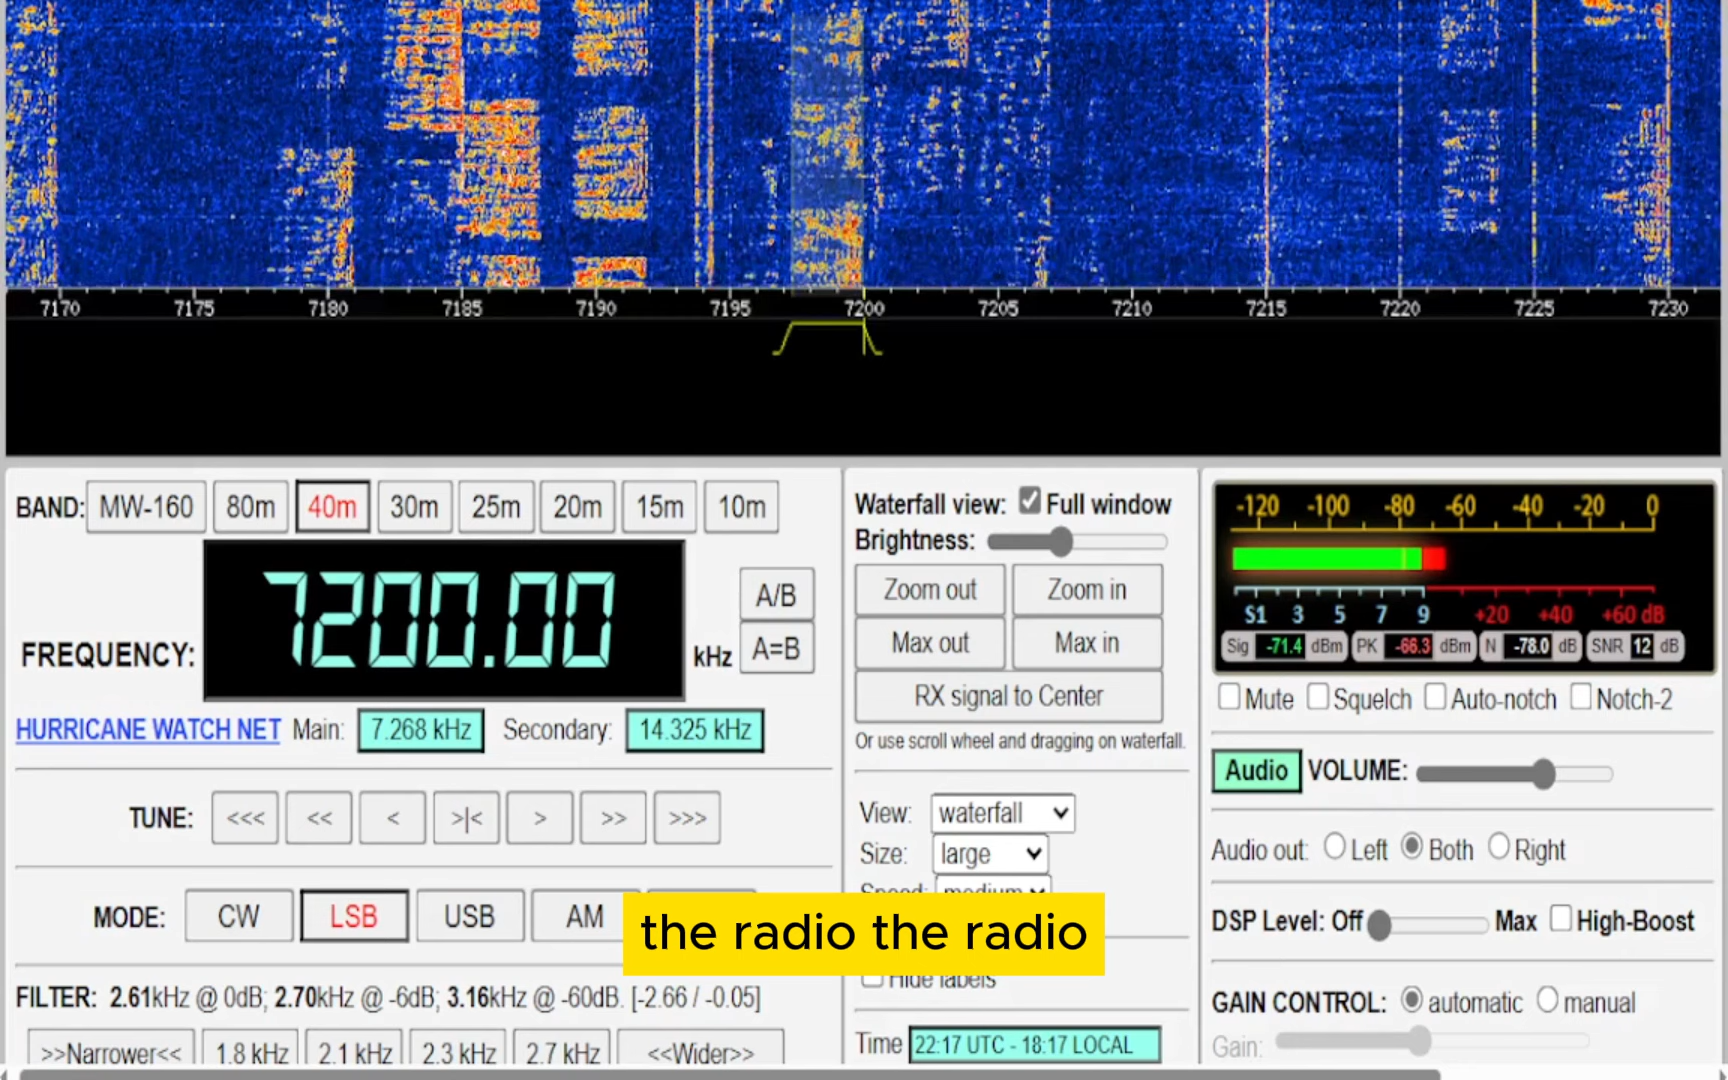 7170 7175 7180 7185 7190 7195 7200 7205 7210 7215 7220 7225 7230
BAND: MW-160 80m 40m 30m 25m 20m 15m 10m
FREQUENCY: 7200.00 kHz
A/B
A=B
HURRICANE WATCH NET Main: 7.268 kHz Secondary: 14.325 kHz
TUNE: <<< << < >|< > >> >>>
MODE: CW LSB USB AM
FILTER: 2.61kHz @ 0dB; 2.70kHz @ -6dB; 3.16kHz @ -60dB. [-2.66 / -0.05]
>>Narrower<< 1.8 kHz 2.1 kHz 2.3 kHz 2.7 kHz <<Wider>>
Waterfall view: Full window
Brightness:
Zoom out Zoom in
Max out Max in
RX signal to Center
Or use scroll wheel and dragging on waterfall.
View: waterfall
Size: large
Speed: medium
the radio the radio
Hide labels
Time 22:17 UTC - 18:17 LOCAL
-120 -100 -80 -60 -40 -20 0
S1 3 5 7 9 +20 +40 +60 dB
Sig -71.4 dBm PK -66.3 dBm N -78.0 dB SNR 12 dB
Mute Squelch Auto-notch Notch-2
Audio VOLUME:
Audio out: Left Both Right
DSP Level: Off Max High-Boost
GAIN CONTROL: automatic manual
Gain: